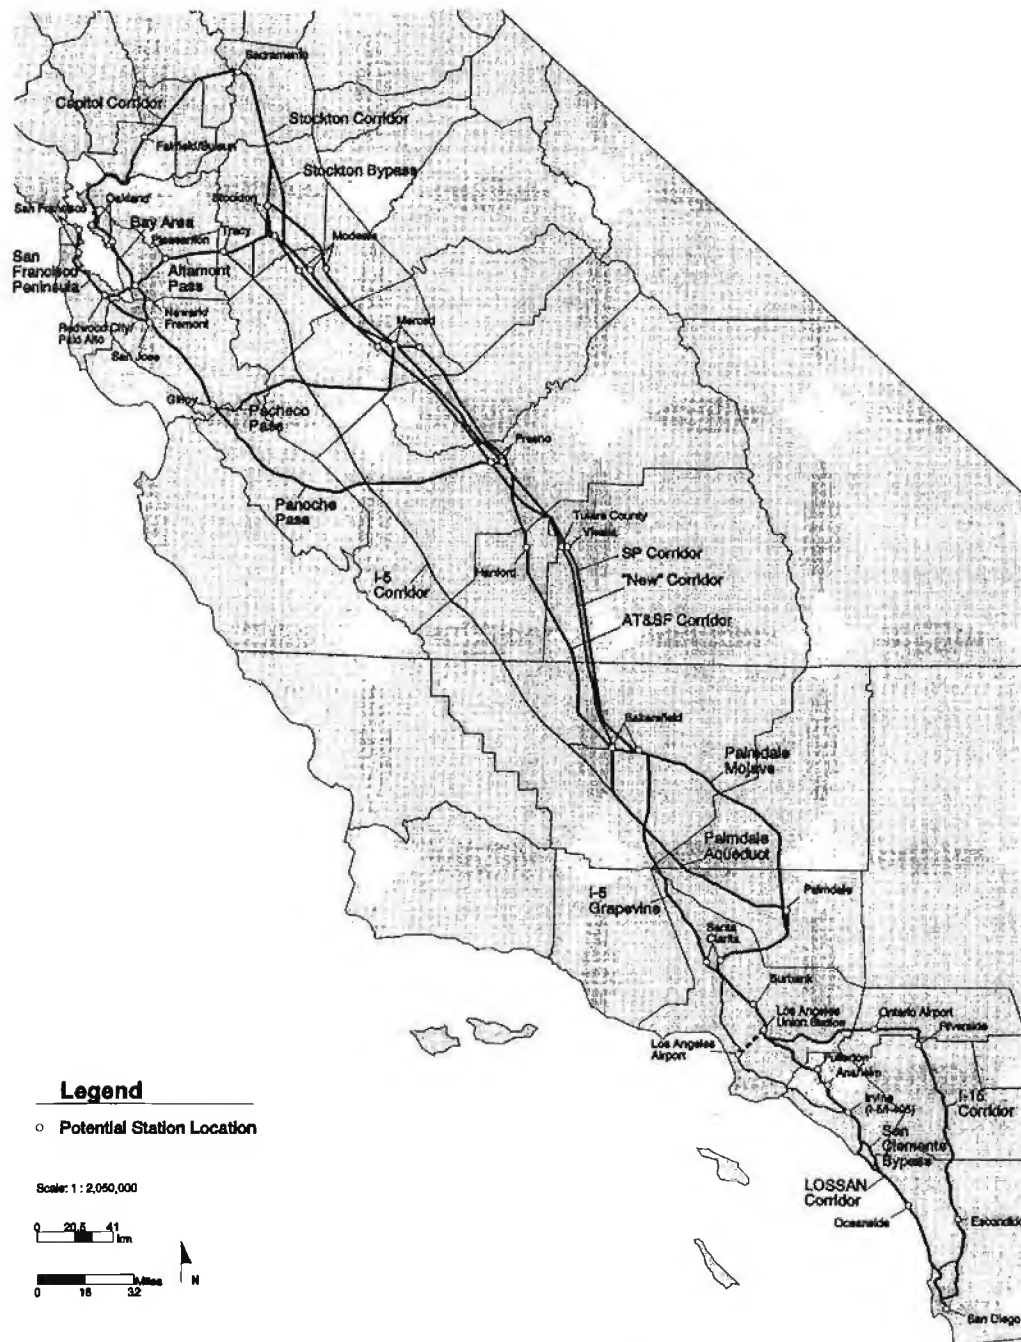 Sacramento
Capitol Corridor
Stockton Corridor
Fairfield/Suisun
Stockton Bypass
Oakland
Stockton
San Francisco
Bay Area
Tracy
Pleasanton
Modesto
San
Francisco
Peninsula
Altamont
Pass
Newark/
Fremont
Redwood City/
Palo Alto
San Jose
Merced
Gilroy
Pacheco
Pass
Fresno
Panoche
Pass
Tulare County
Visalia
Hanford
SP Corridor
I-5
Corridor
"New" Corridor
AT&SF Corridor
Bakersfield
Palmdale
Mojave
Palmdale
Aqueduct
I-5
Grapevine
Palmdale
Santa
Clarita
Burbank
Los Angeles
Union Station
Ontario Airport
Riverside
Los Angeles
Airport
Fullerton
Anaheim
Irvine
(I-5/I-405)
I-15
Corridor
San
Clemente
Bypass
LOSSAN
Corridor
Oceanside
Escondido
San Diego
Legend
Potential Station Location
Scale: 1 : 2,050,000
0 20.5 41
km
Miles
0 16 32
N